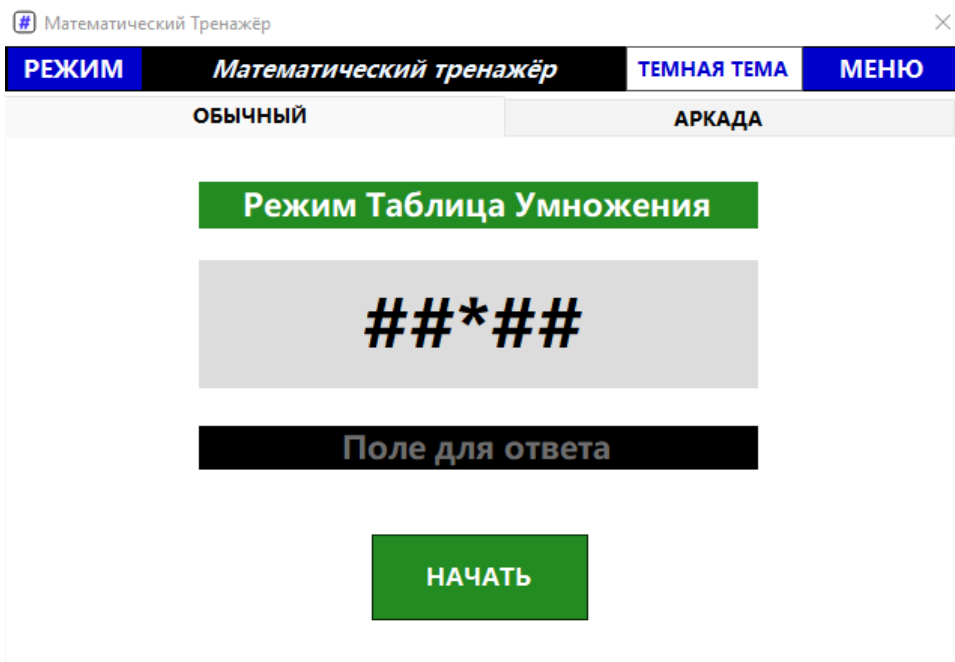 # Математический Тренажёр
РЕЖИМ Математический тренажёр ТЕМНАЯ ТЕМА МЕНЮ
ОБЫЧНЫЙ АРКАДА
Режим Таблица Умножения
##*##
Поле для ответа
НАЧАТЬ